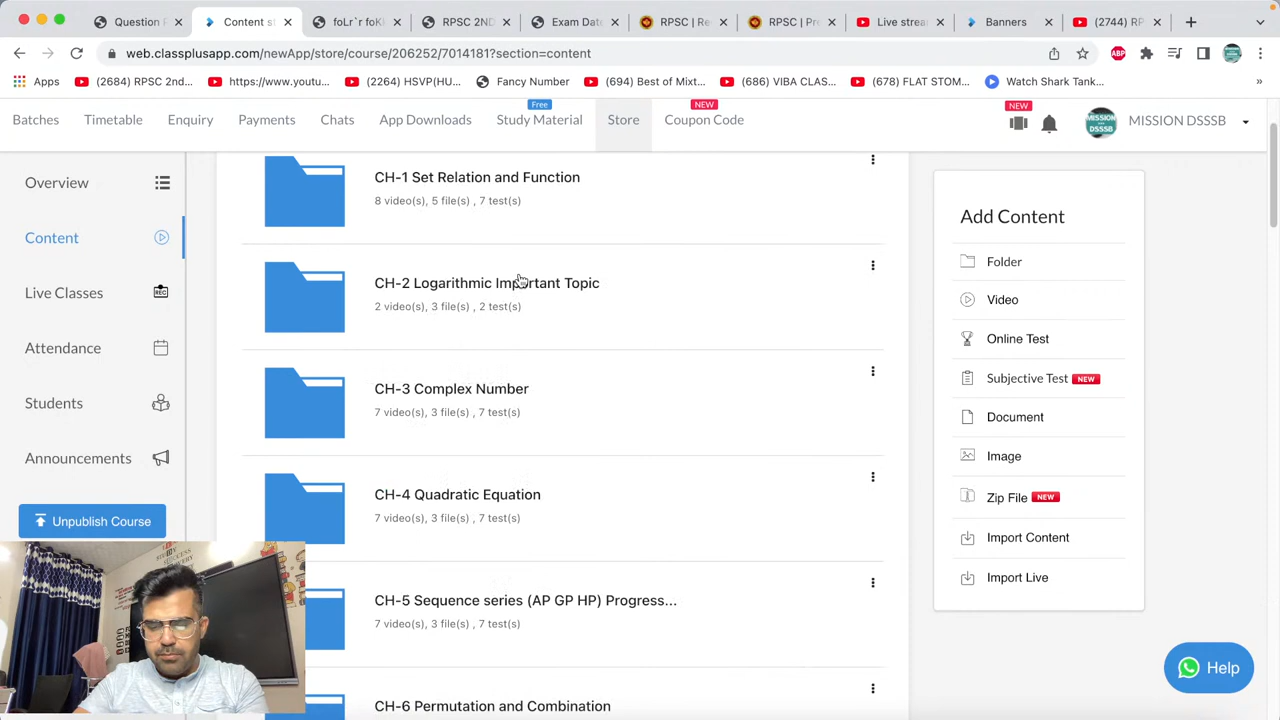 Question P
Content st
foLr`r foKk
RPSC 2ND
Exam Date
RPSC | Re
RPSC | Pre
Live strea
Banners
(2744) RP
web.classplusapp.com/newApp/store/course/206252/7014181?section=content
ABP
Apps
(2684) RPSC 2nd...
https://www.youtu...
(2264) HSVP(HU...
Fancy Number
(694) Best of Mixt...
(686) VIBA CLAS...
(678) FLAT STOM...
Watch Shark Tank...
»
Batches
Timetable
Enquiry
Payments
Chats
App Downloads
Free
Study Material
Store
NEW
Coupon Code
NEW
MISSION DSSSB
MISSION
DSSSB
Overview
Content
Live Classes
REC
Attendance
Students
Announcements
Unpublish Course
CH-1 Set Relation and Function
8 video(s), 5 file(s) , 7 test(s)
CH-2 Logarithmic Important Topic
2 video(s), 3 file(s) , 2 test(s)
CH-3 Complex Number
7 video(s), 3 file(s) , 7 test(s)
CH-4 Quadratic Equation
7 video(s), 3 file(s) , 7 test(s)
CH-5 Sequence series (AP GP HP) Progress...
7 video(s), 3 file(s) , 7 test(s)
CH-6 Permutation and Combination
Add Content
Folder
Video
Online Test
Subjective Test NEW
Document
Image
Zip File NEW
Import Content
Import Live
Help